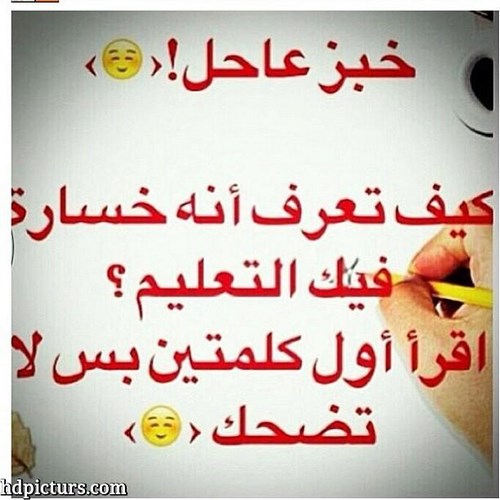 خبز عاحل!‹😊›
كيف تعرف أنه خسارة
فيك التعليم؟
اقرأ أول كلمتين بس لا
تضحك ‹😊›
hdpicturs.com